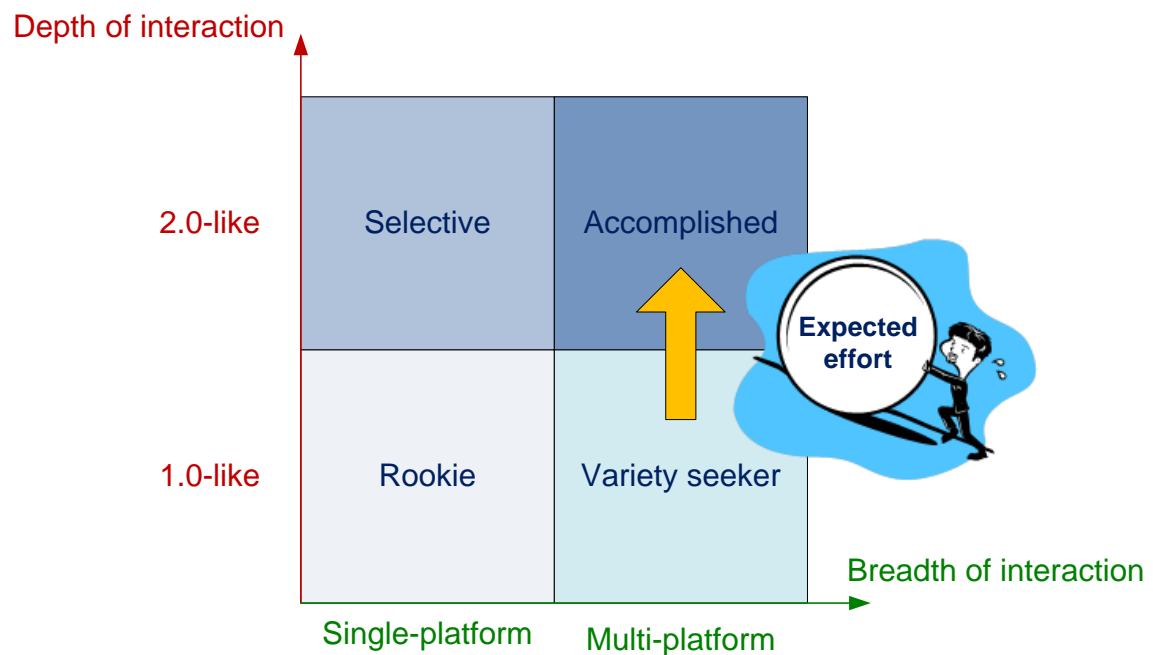 Depth of interaction
2.0-like
Selective
Accomplished
Expected
effort
1.0-like
Rookie
Variety seeker
Breadth of interaction
Single-platform
Multi-platform